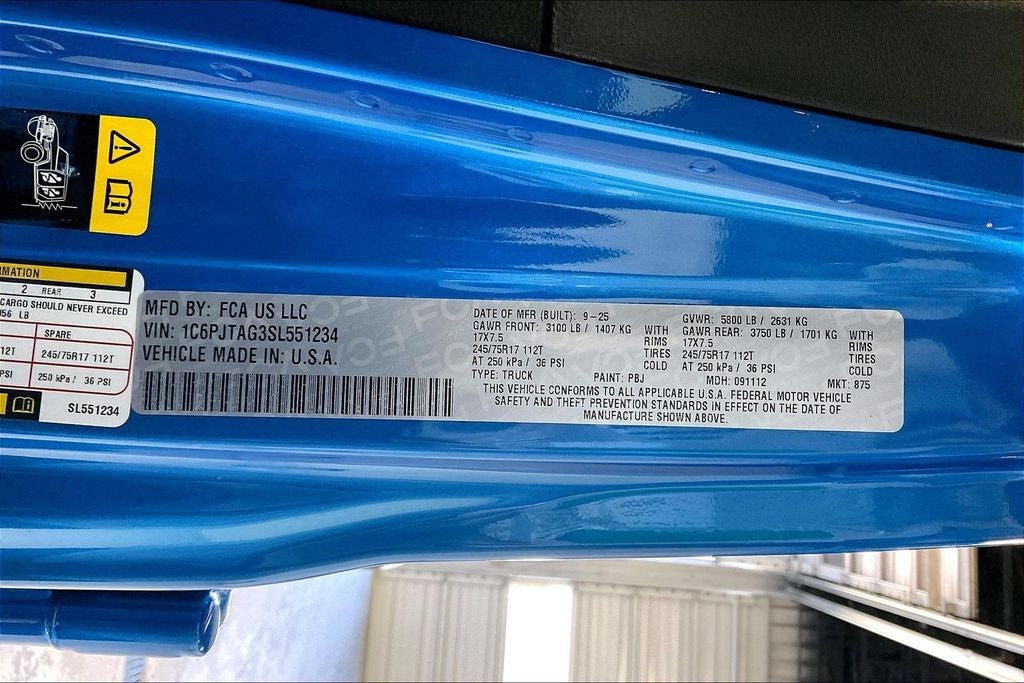 MATION
2 REAR 3
CARGO SHOULD NEVER EXCEED
LB
SPARE
12T 245/75R17 112T
PSI 250 kPa / 36 PSI
SL551234
MFD BY: FCA US LLC
VIN: 1C6PJTAG3SL551234
VEHICLE MADE IN: U.S.A.
DATE OF MFR (BUILT): 9-25
GAWR FRONT: 3100 LB / 1407 KG WITH
17X7.5 RIMS
245/75R17 112T TIRES
AT 250 kPa / 36 PSI COLD
TYPE: TRUCK
GVWR: 5800 LB / 2631 KG
GAWR REAR: 3750 LB / 1701 KG WITH
17X7.5 RIMS
245/75R17 112T TIRES
AT 250 kPa / 36 PSI COLD
PAINT: PBJ MDH: 091112 MKT: 875
THIS VEHICLE CONFORMS TO ALL APPLICABLE U.S.A. FEDERAL MOTOR VEHICLE
SAFETY AND THEFT PREVENTION STANDARDS IN EFFECT ON THE DATE OF
MANUFACTURE SHOWN ABOVE.